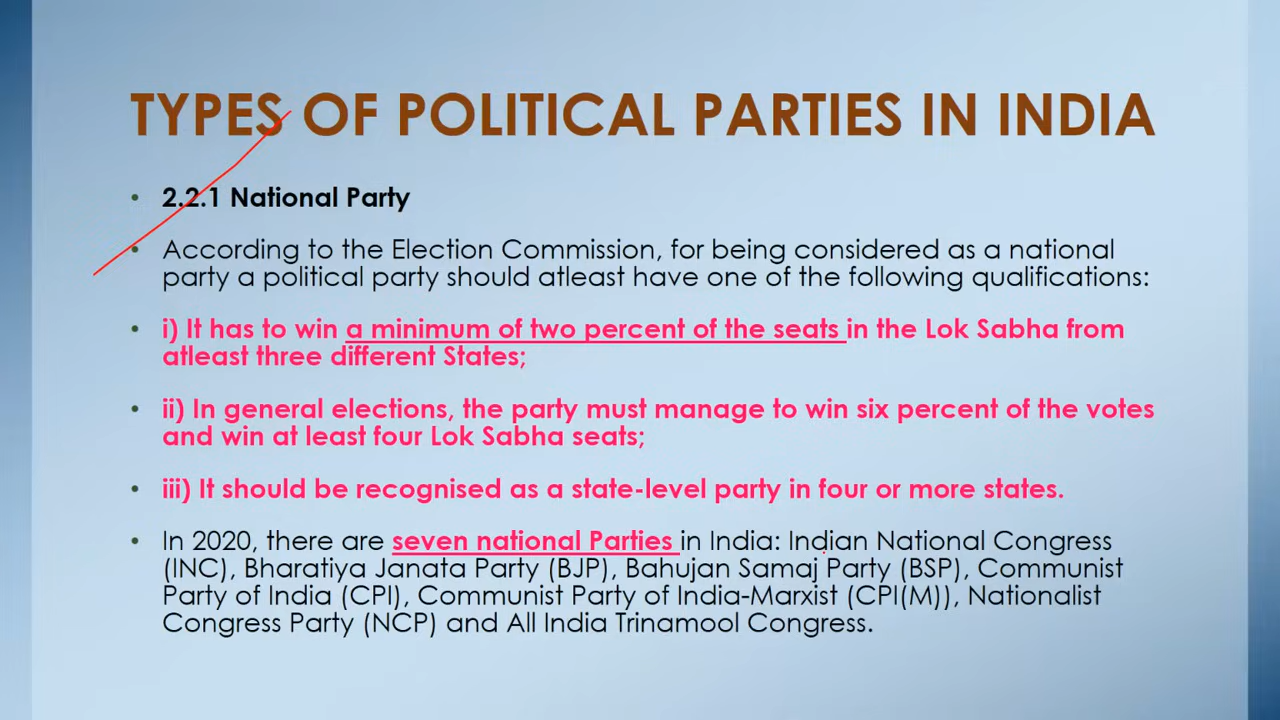 TYPES OF POLITICAL PARTIES IN INDIA
• 2.2.1 National Party
• According to the Election Commission, for being considered as a national
party a political party should atleast have one of the following qualifications:
• i) It has to win a minimum of two percent of the seats in the Lok Sabha from
atleast three different States;
• ii) In general elections, the party must manage to win six percent of the votes
and win at least four Lok Sabha seats;
• iii) It should be recognised as a state-level party in four or more states.
• In 2020, there are seven national Parties in India: Indian National Congress
(INC), Bharatiya Janata Party (BJP), Bahujan Samaj Party (BSP), Communist
Party of India (CPI), Communist Party of India-Marxist (CPI(M)), Nationalist
Congress Party (NCP) and All India Trinamool Congress.